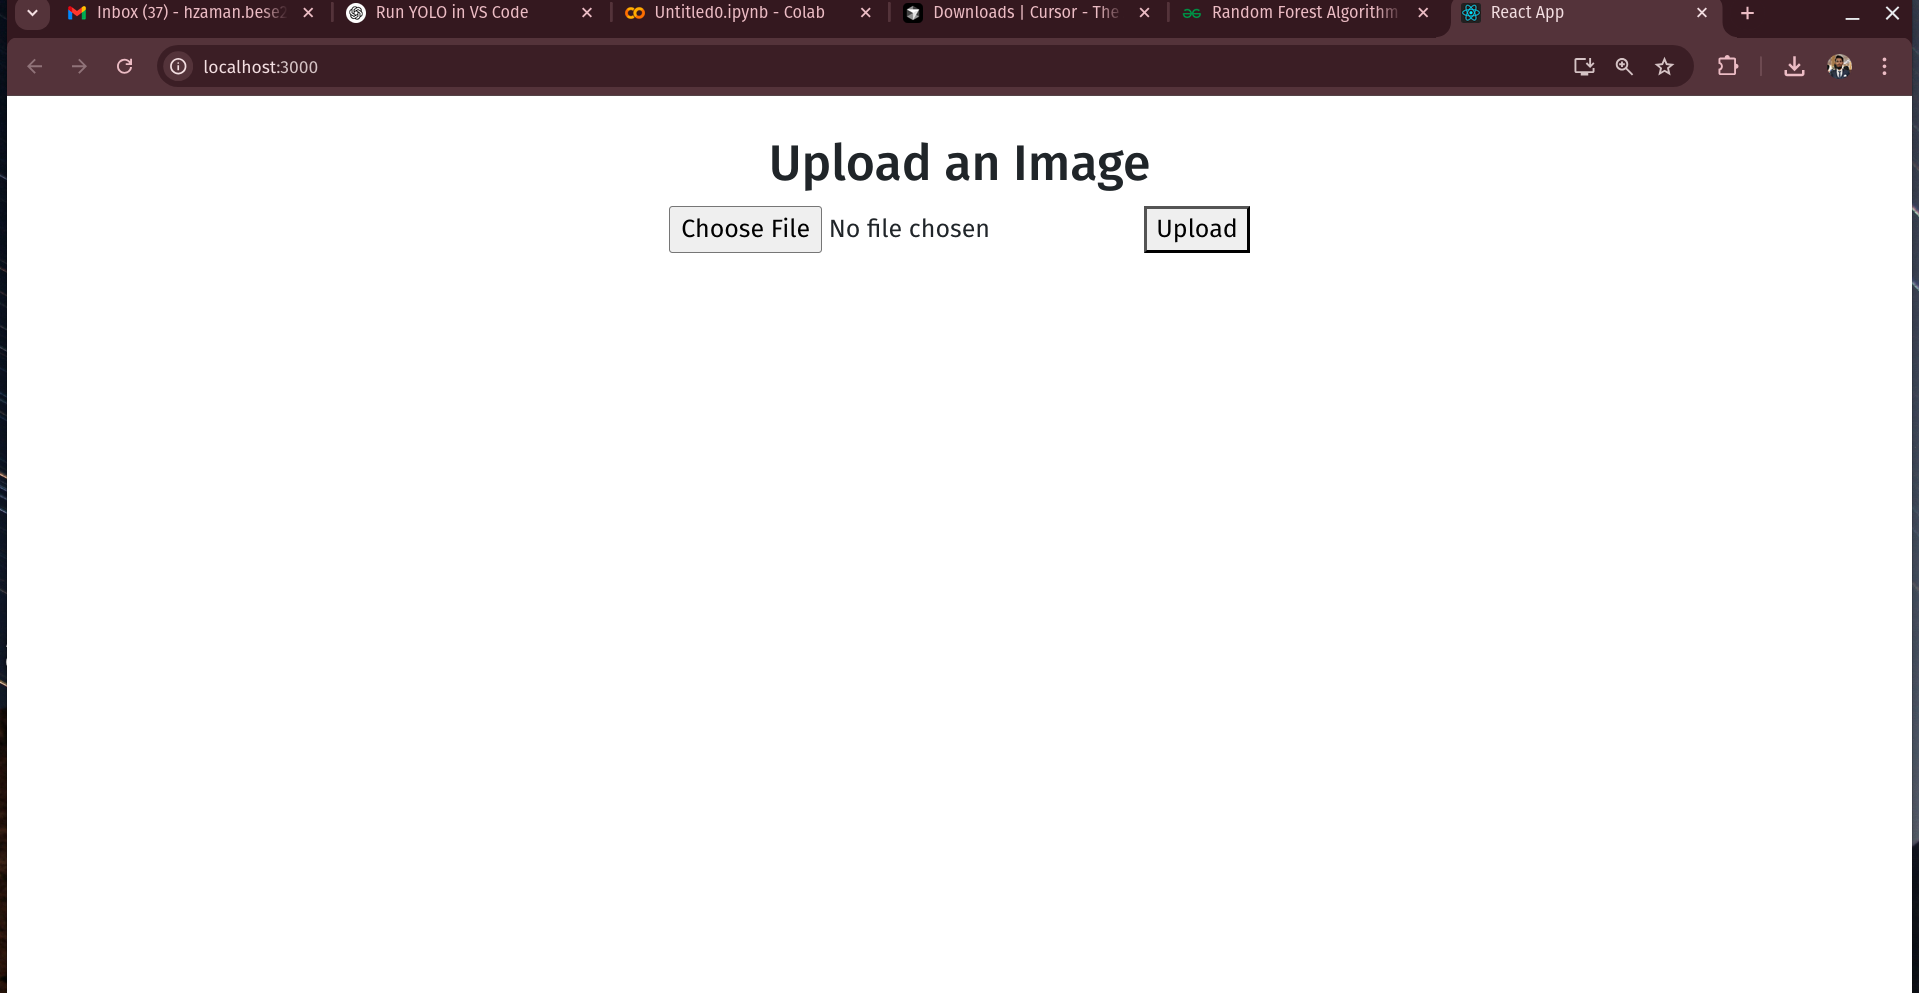 Inbox (37) - hzaman.bese2
Run YOLO in VS Code
Untitled0.ipynb - Colab
Downloads | Cursor - The
Random Forest Algorithm
React App
localhost:3000
Upload an Image
Choose File No file chosen Upload